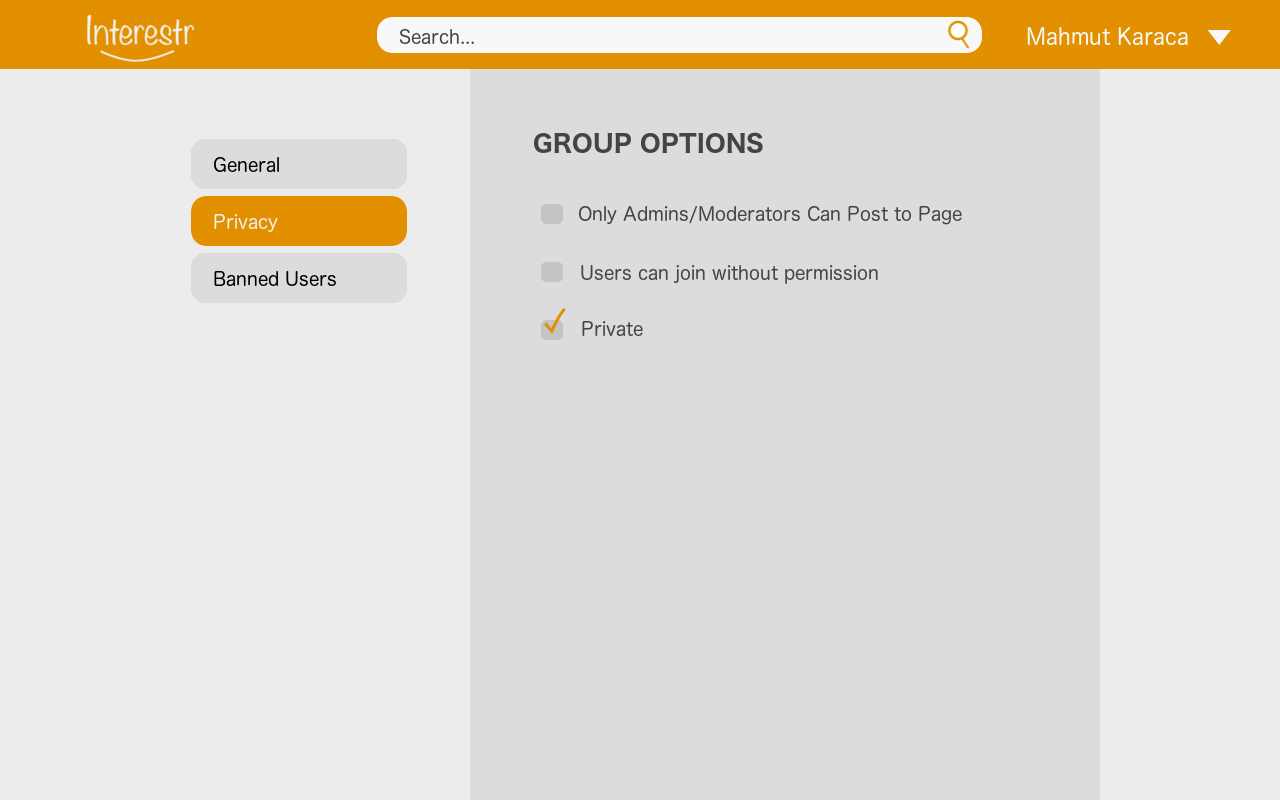 Interestr
Search...
Mahmut Karaca
General
Privacy
Banned Users
GROUP OPTIONS
Only Admins/Moderators Can Post to Page
Users can join without permission
Private